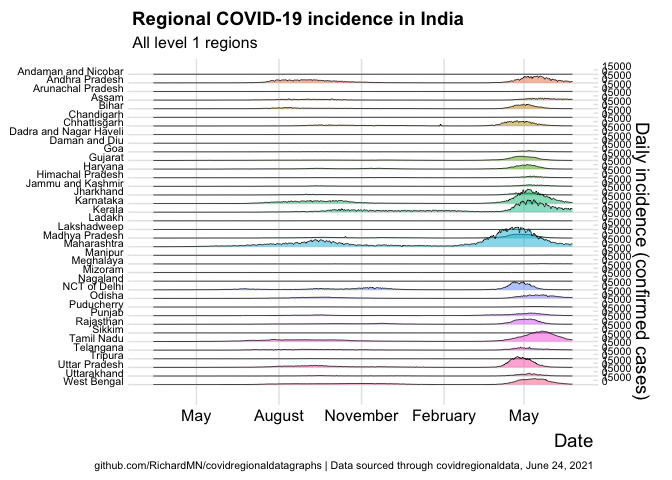 Regional COVID-19 incidence in India
All level 1 regions
Andaman and Nicobar
Andhra Pradesh
Arunachal Pradesh
Assam
Bihar
Chandigarh
Chhattisgarh
Dadra and Nagar Haveli
Daman and Diu
Goa
Gujarat
Haryana
Himachal Pradesh
Jammu and Kashmir
Jharkhand
Karnataka
Kerala
Ladakh
Lakshadweep
Madhya Pradesh
Maharashtra
Manipur
Meghalaya
Mizoram
Nagaland
NCT of Delhi
Odisha
Puducherry
Punjab
Rajasthan
Sikkim
Tamil Nadu
Telangana
Tripura
Uttar Pradesh
Uttarakhand
West Bengal
15000
Daily incidence (confirmed cases)
May August November February May
Date
github.com/RichardMN/covidregionaldatagraphs | Data sourced through covidregionaldata, June 24, 2021